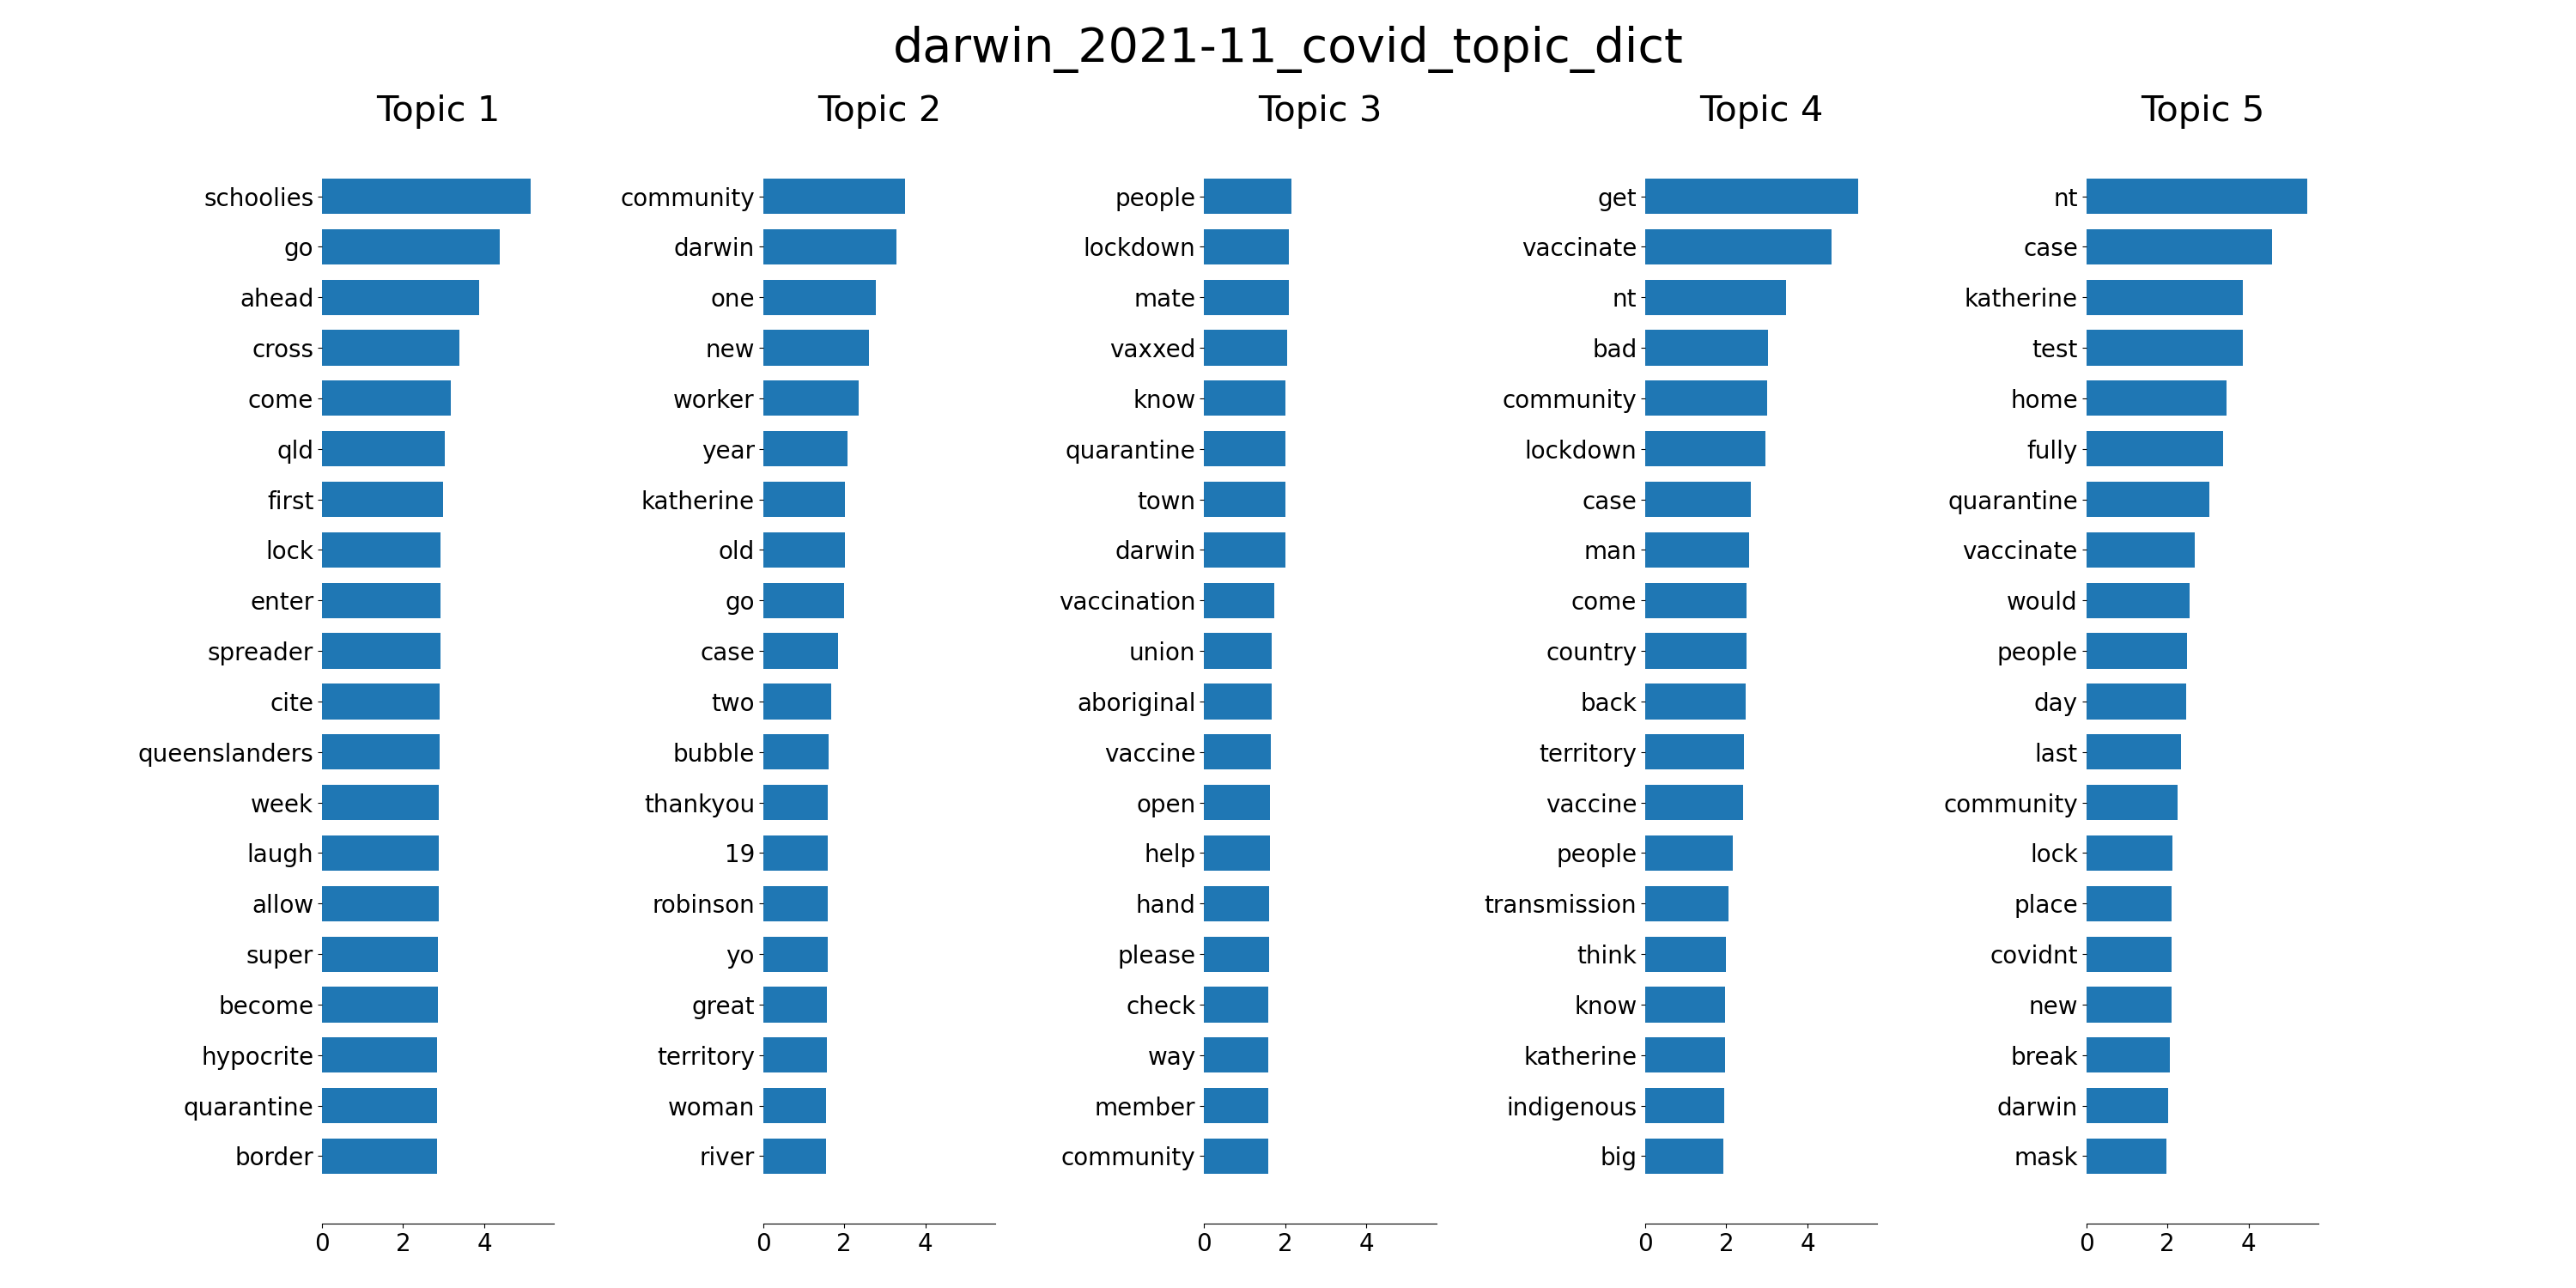 darwin_2021-11_covid_topic_dict
Topic 1
schoolies
go
ahead
cross
come
qld
first
lock
enter
spreader
cite
queenslanders
week
laugh
allow
super
become
hypocrite
quarantine
border
0 2 4
Topic 2
community
darwin
one
new
worker
year
katherine
old
go
case
two
bubble
thankyou
19
robinson
yo
great
territory
woman
river
0 2 4
Topic 3
people
lockdown
mate
vaxxed
know
quarantine
town
darwin
vaccination
union
aboriginal
vaccine
open
help
hand
please
check
way
member
community
0 2 4
Topic 4
get
vaccinate
nt
bad
community
lockdown
case
man
come
country
back
territory
vaccine
people
transmission
think
know
katherine
indigenous
big
0 2 4
Topic 5
nt
case
katherine
test
home
fully
quarantine
vaccinate
would
people
day
last
community
lock
place
covidnt
new
break
darwin
mask
0 2 4